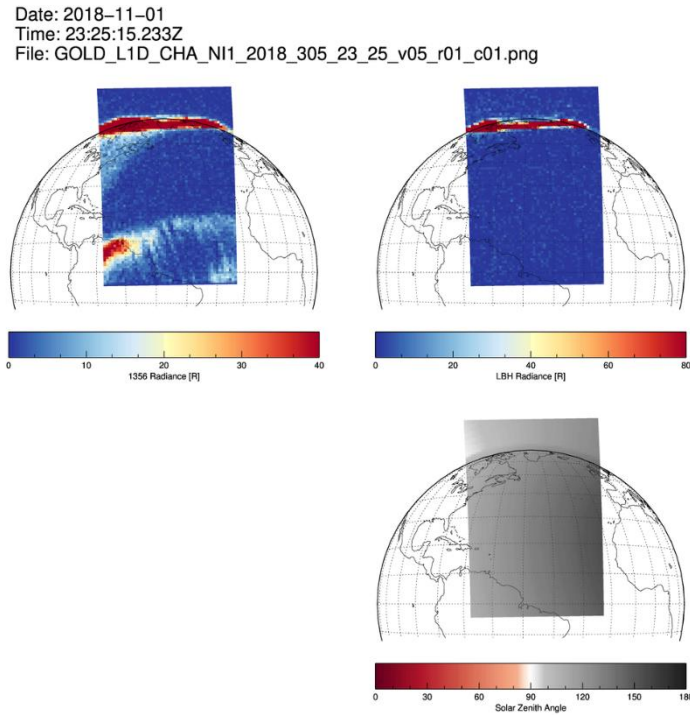 Date: 2018-11-01
Time: 23:25:15.233Z
File: GOLD_L1D_CHA_NI1_2018_305_23_25_v05_r01_c01.png
0 10 20 30 40
1356 Radiance [R]
0 20 40 60 80
LBH Radiance [R]
0 30 60 90 120 150 180
Solar Zenith Angle